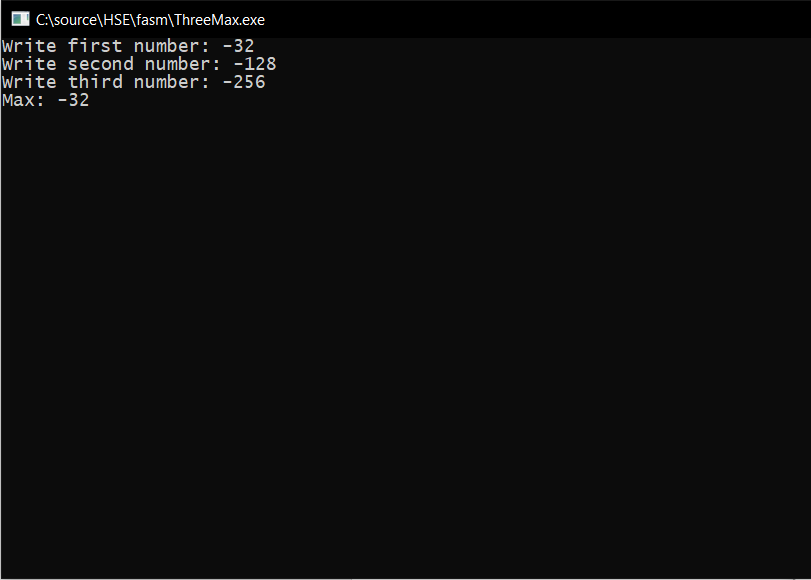 C:\source\HSE\fasm\ThreeMax.exe
Write first number: -32
Write second number: -128
Write third number: -256
Max: -32